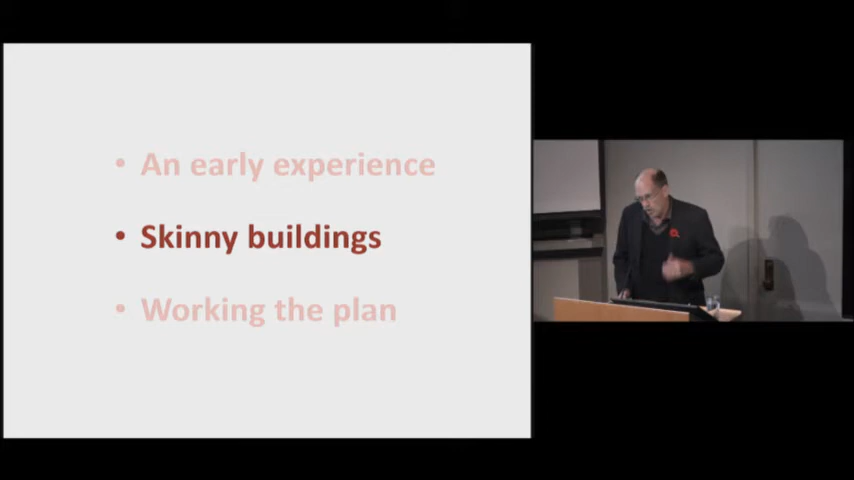 • An early experience
• Skinny buildings
• Working the plan